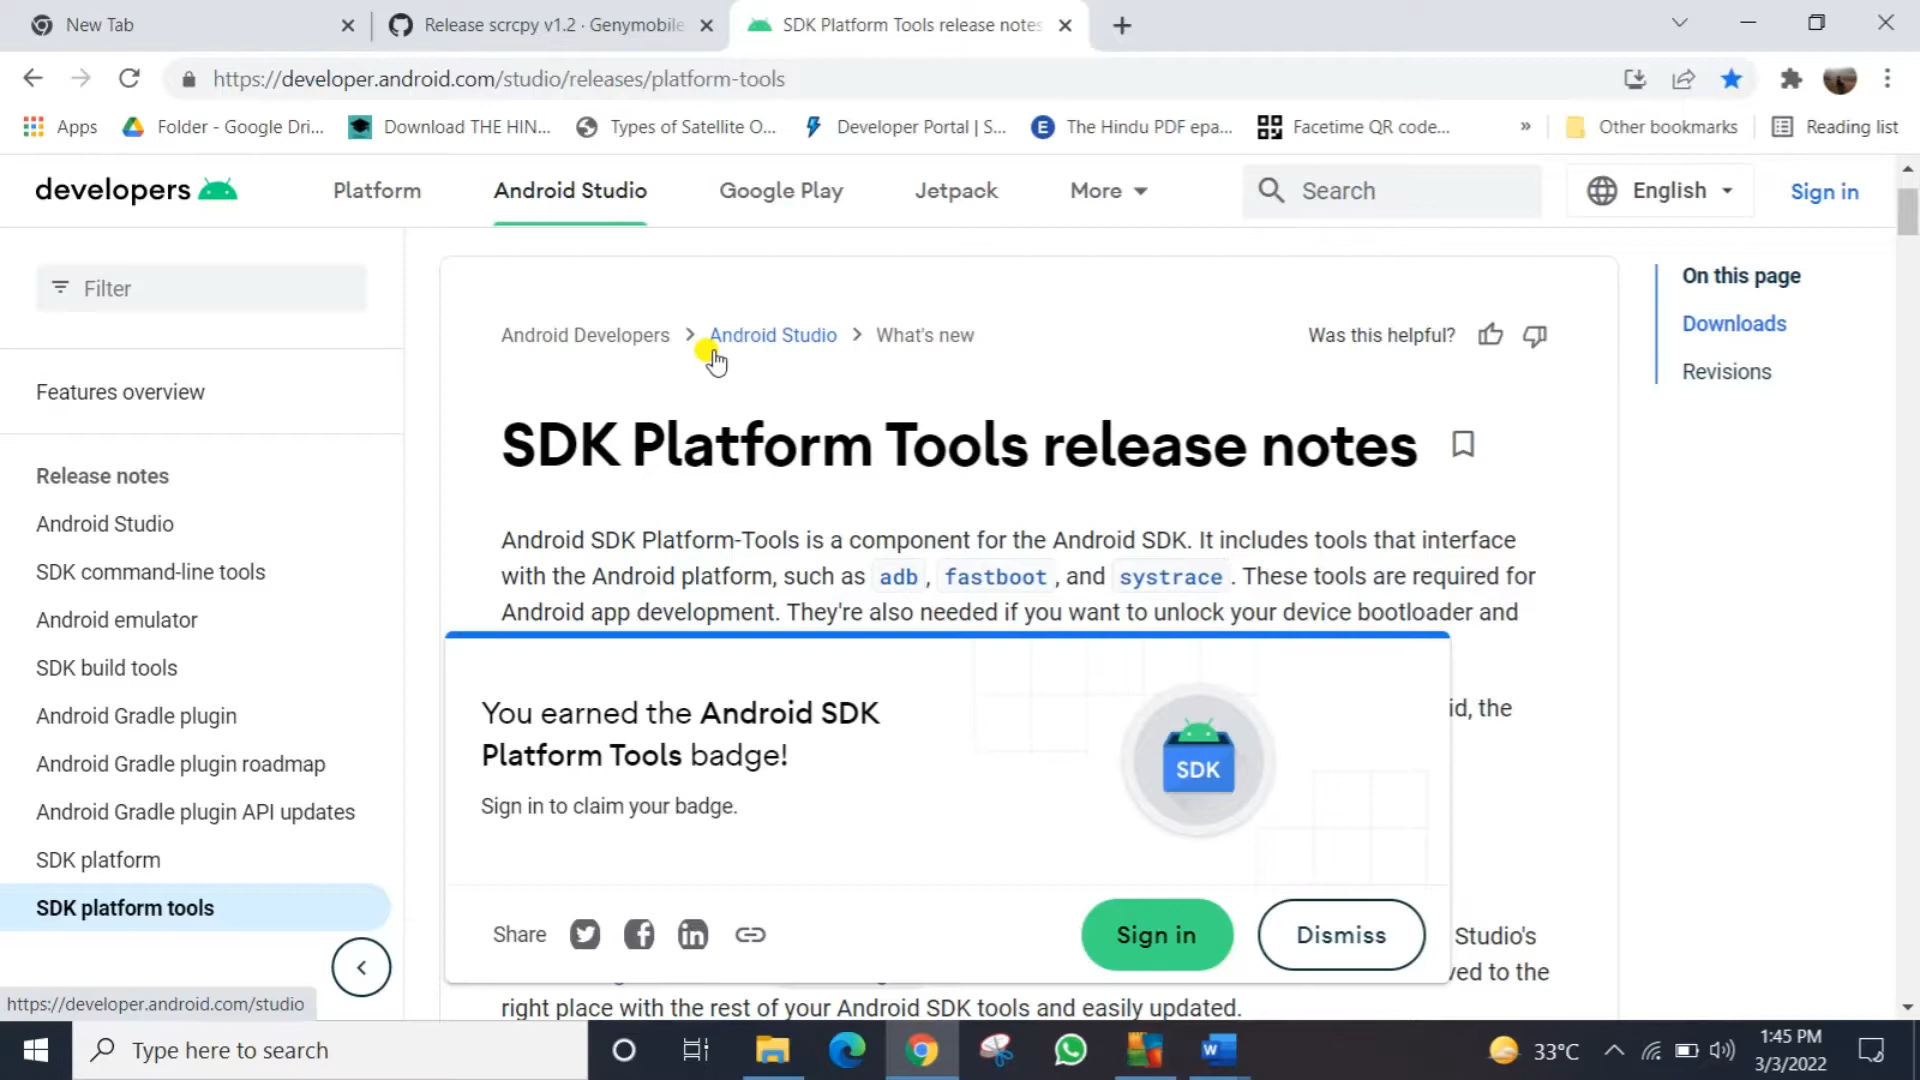 New Tab
Release scrcpy v1.2 · Genymobile
SDK Platform Tools release notes
https://developer.android.com/studio/releases/platform-tools
Apps
Folder - Google Dri...
Download THE HIN...
Types of Satellite O...
Developer Portal | S...
E
The Hindu PDF epa...
Facetime QR code...
»
Other bookmarks
Reading list
developers
Platform
Android Studio
Google Play
Jetpack
More
Search
English
Sign in
Filter
Features overview
Release notes
Android Studio
SDK command-line tools
Android emulator
SDK build tools
Android Gradle plugin
Android Gradle plugin roadmap
Android Gradle plugin API updates
SDK platform
SDK platform tools
https://developer.android.com/studio
Android Developers > Android Studio > What's new
Was this helpful?
SDK Platform Tools release notes
Android SDK Platform-Tools is a component for the Android SDK. It includes tools that interface
with the Android platform, such as adb, fastboot, and systrace. These tools are required for
Android app development. They're also needed if you want to unlock your device bootloader and
id, the
You earned the Android SDK
Platform Tools badge!
Sign in to claim your badge.
SDK
Share
Sign in
Dismiss
Studio's
ved to the
right place with the rest of your Android SDK tools and easily updated.
On this page
Downloads
Revisions
Type here to search
W
33°C
1:45 PM
3/3/2022